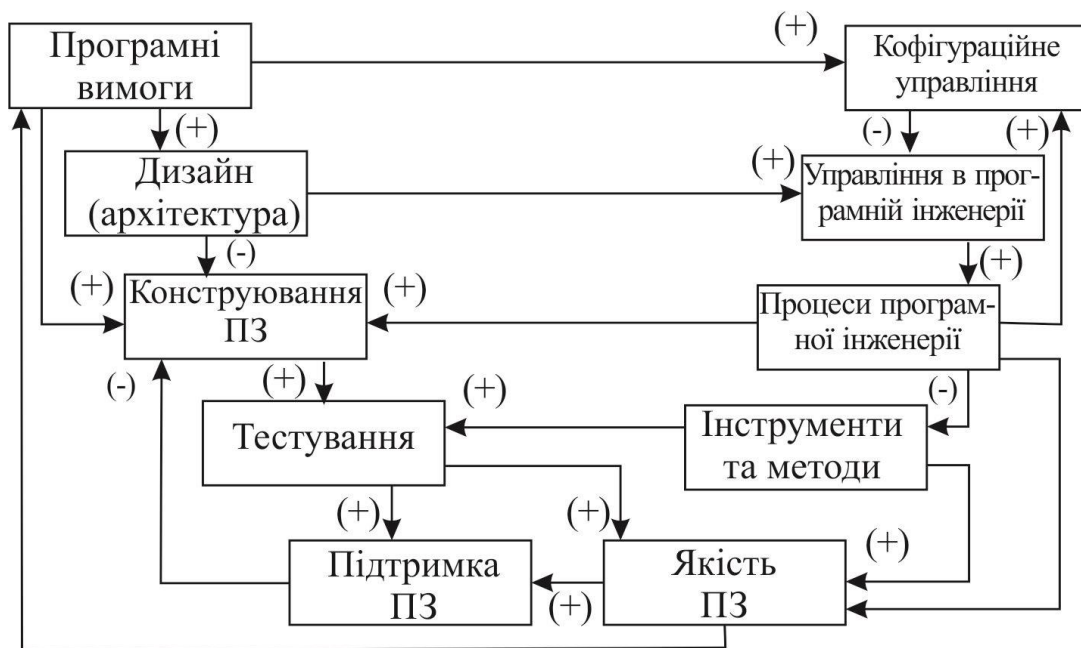 Програмні
вимоги
(+)
Кофігураційне
управління
(+)
(-)
(+)
Дизайн
(архітектура)
(+)
Управління в прог-
рамній інженерії
(-)
(+)
(+)
Конструювання
ПЗ
(+)
Процеси програм-
ної інженерії
(-)
(+)
(+)
(-)
Тестування
Інструменти
та методи
(+)
(+)
(+)
Підтримка
ПЗ
(+)
Якість
ПЗ